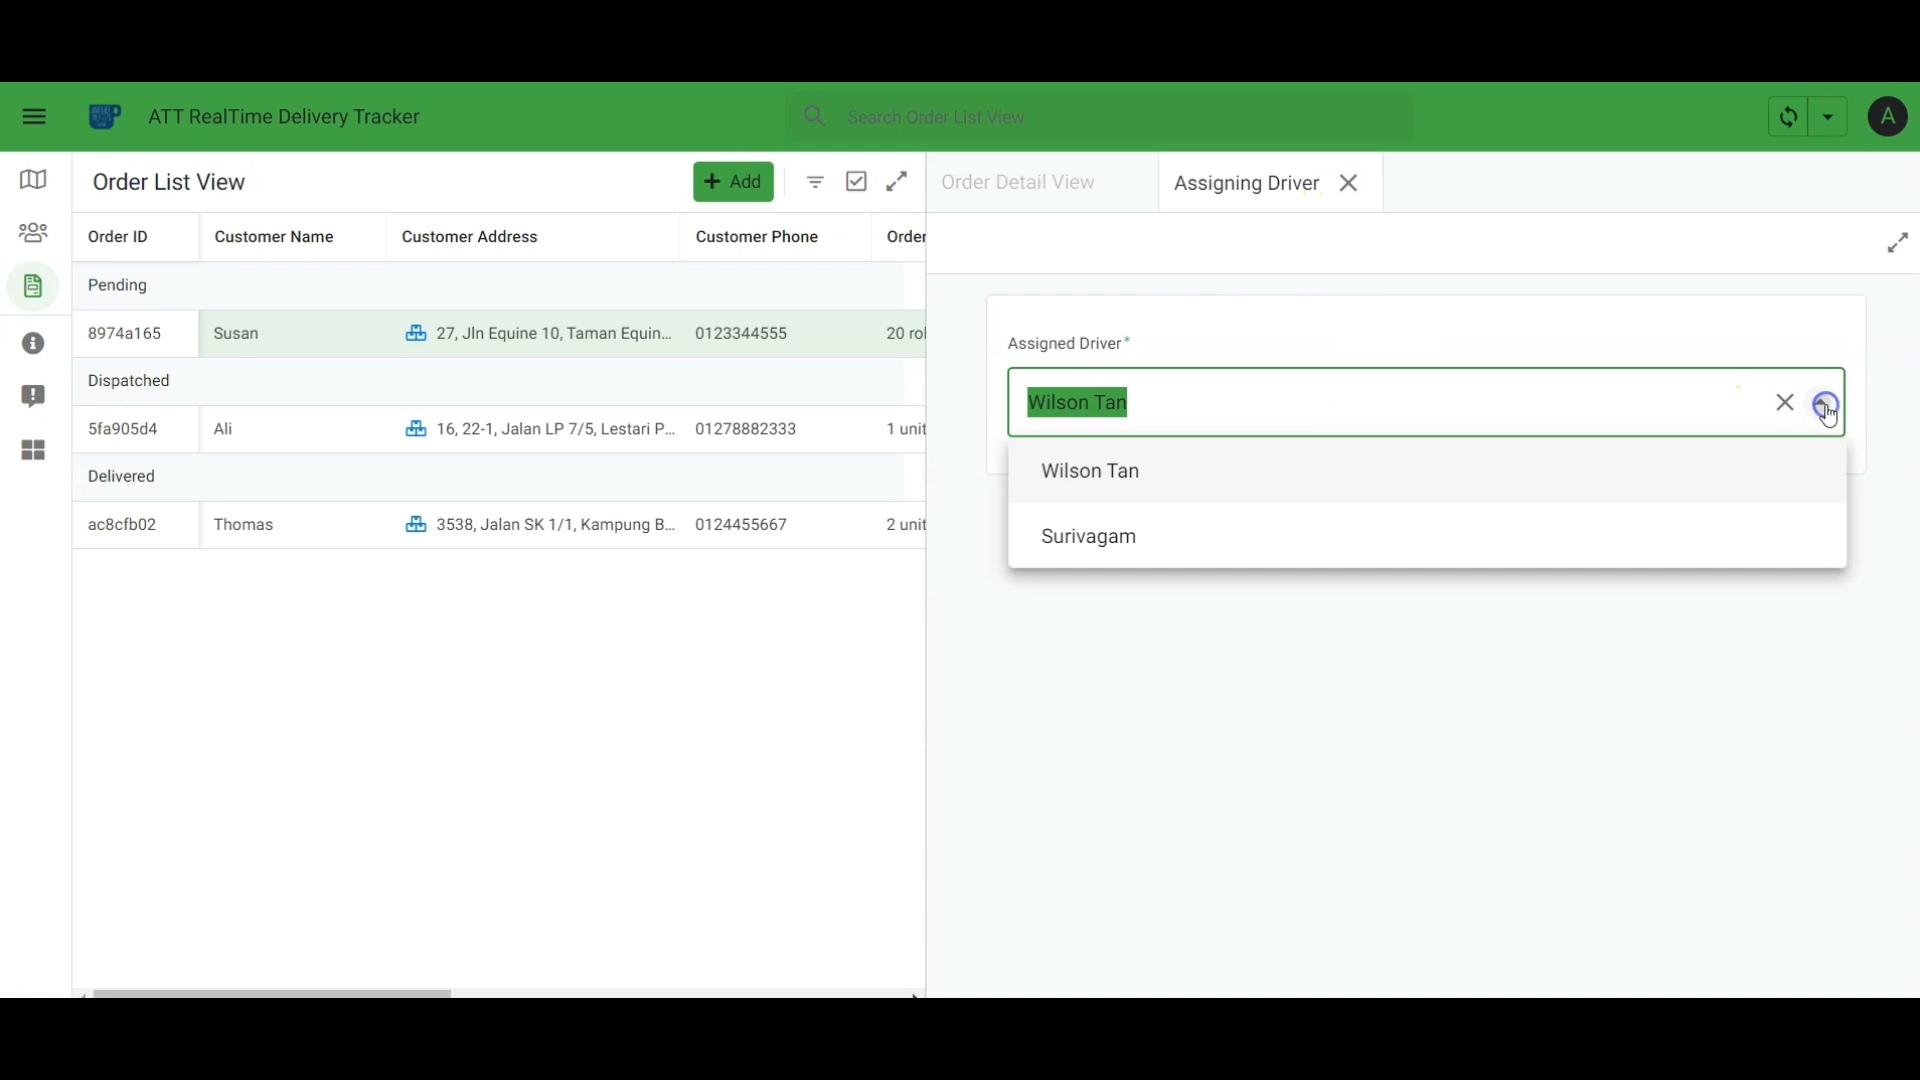 ATT RealTime Delivery Tracker
Search Order List View
A
Order List View
Add
Order Detail View
Assigning Driver
Order ID
Customer Name
Customer Address
Customer Phone
Order
Pending
8974a165
Susan
27, Jln Equine 10, Taman Equin...
0123344555
20 rol
Dispatched
5fa905d4
Ali
16, 22-1, Jalan LP 7/5, Lestari P...
01278882333
1 unit
Delivered
ac8cfb02
Thomas
3538, Jalan SK 1/1, Kampung B...
0124455667
2 unit
Assigned Driver*
Wilson Tan
Wilson Tan
Surivagam